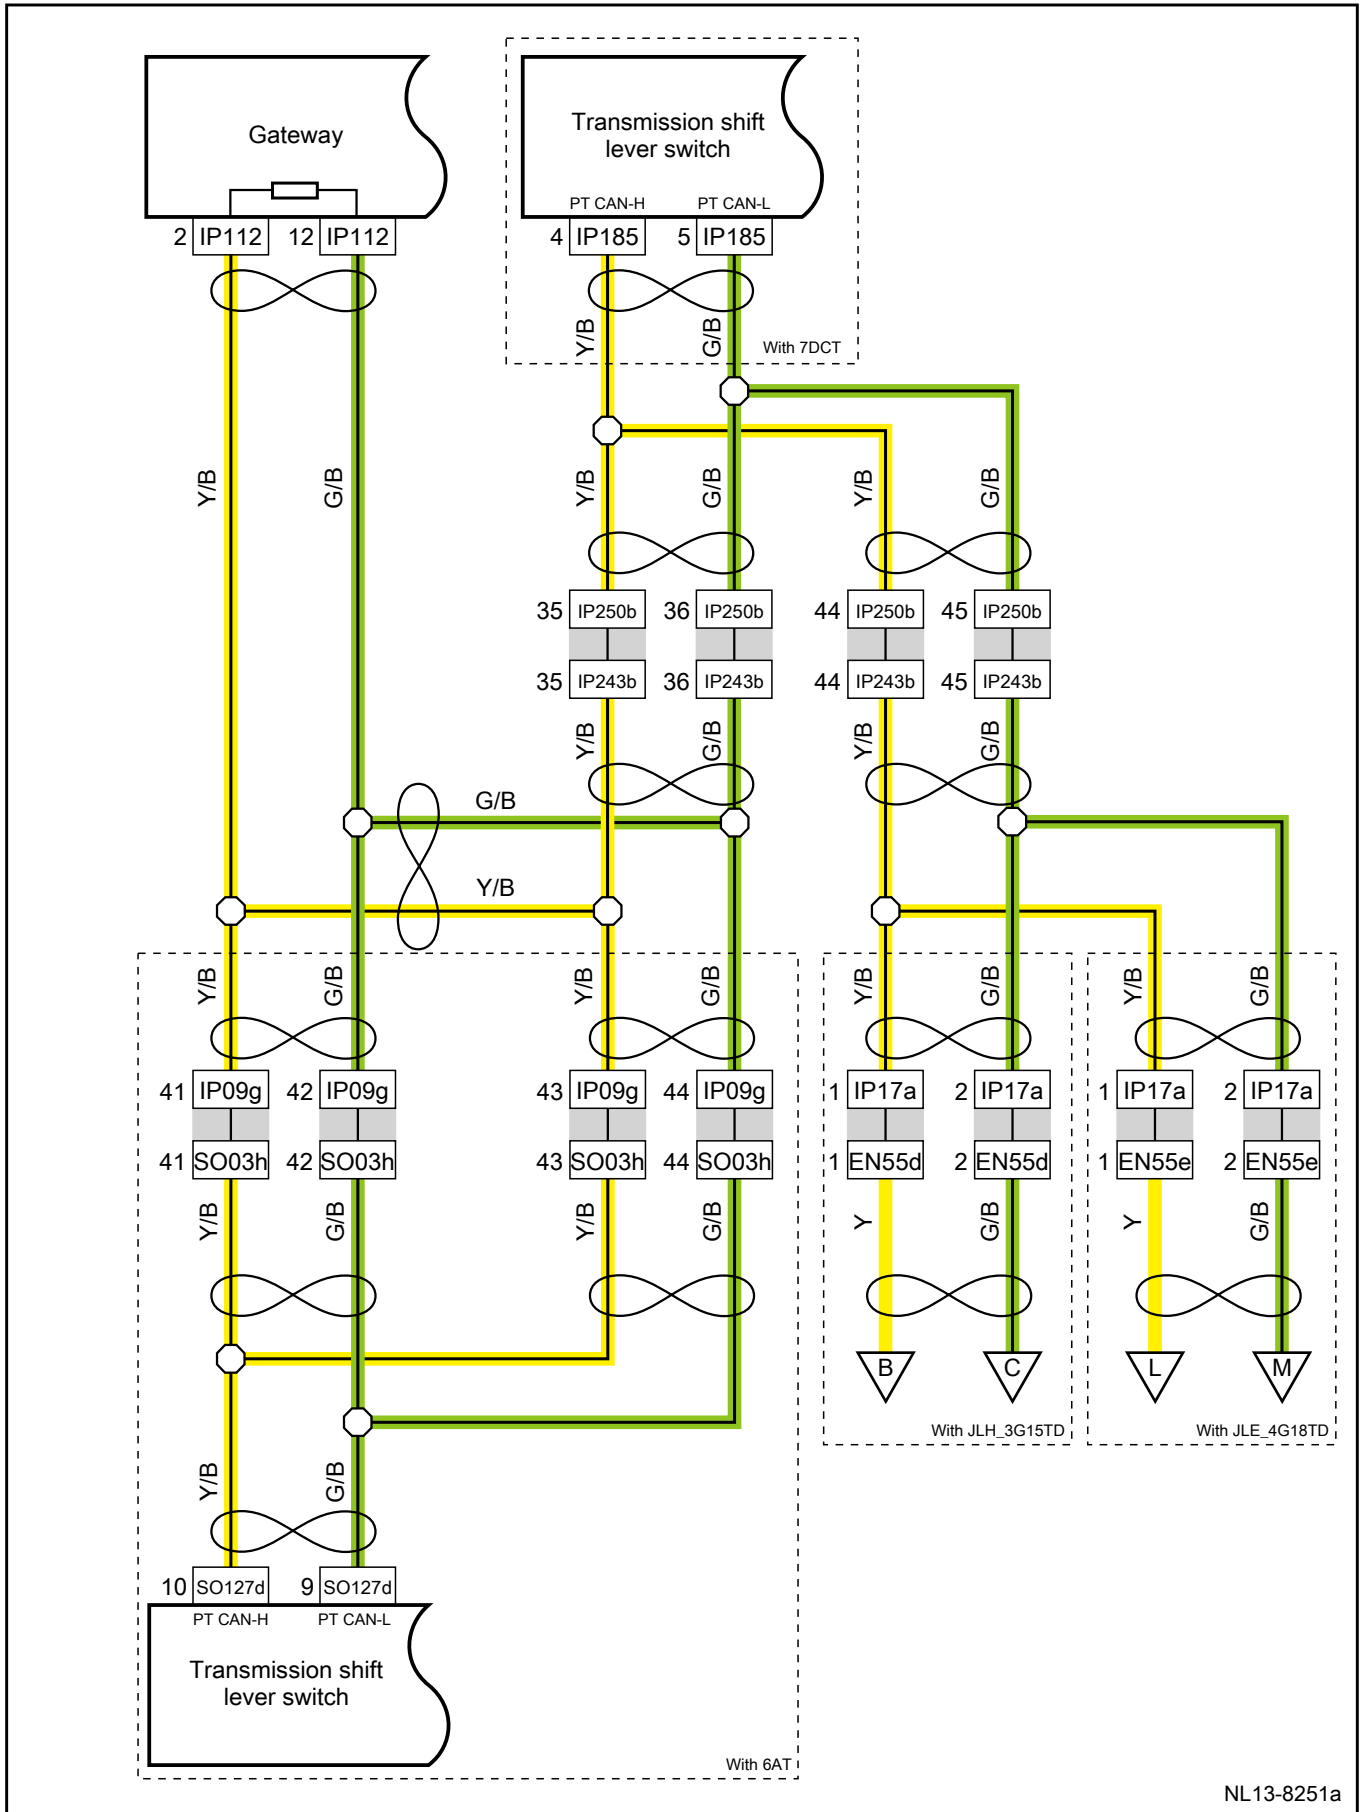 Gateway
Transmission shift
lever switch
PT CAN-H PT CAN-L
2 IP112 12 IP112 4 IP185 5 IP185
Y/B G/B
With 7DCT
Y/B G/B Y/B G/B Y/B G/B
35 IP250b 36 IP250b 44 IP250b 45 IP250b
35 IP243b 36 IP243b 44 IP243b 45 IP243b
Y/B G/B Y/B G/B
G/B
Y/B
Y/B G/B Y/B G/B Y/B G/B Y/B G/B
41 IP09g 42 IP09g 43 IP09g 44 IP09g 1 IP17a 2 IP17a 1 IP17a 2 IP17a
41 SO03h 42 SO03h 43 SO03h 44 SO03h 1 EN55d 2 EN55d 1 EN55e 2 EN55e
Y/B G/B Y/B G/B Y G/B Y G/B
B C L M
With JLH_3G15TD With JLE_4G18TD
Y/B G/B
10 SO127d 9 SO127d
PT CAN-H PT CAN-L
Transmission shift
lever switch
With 6AT
NL13-8251a